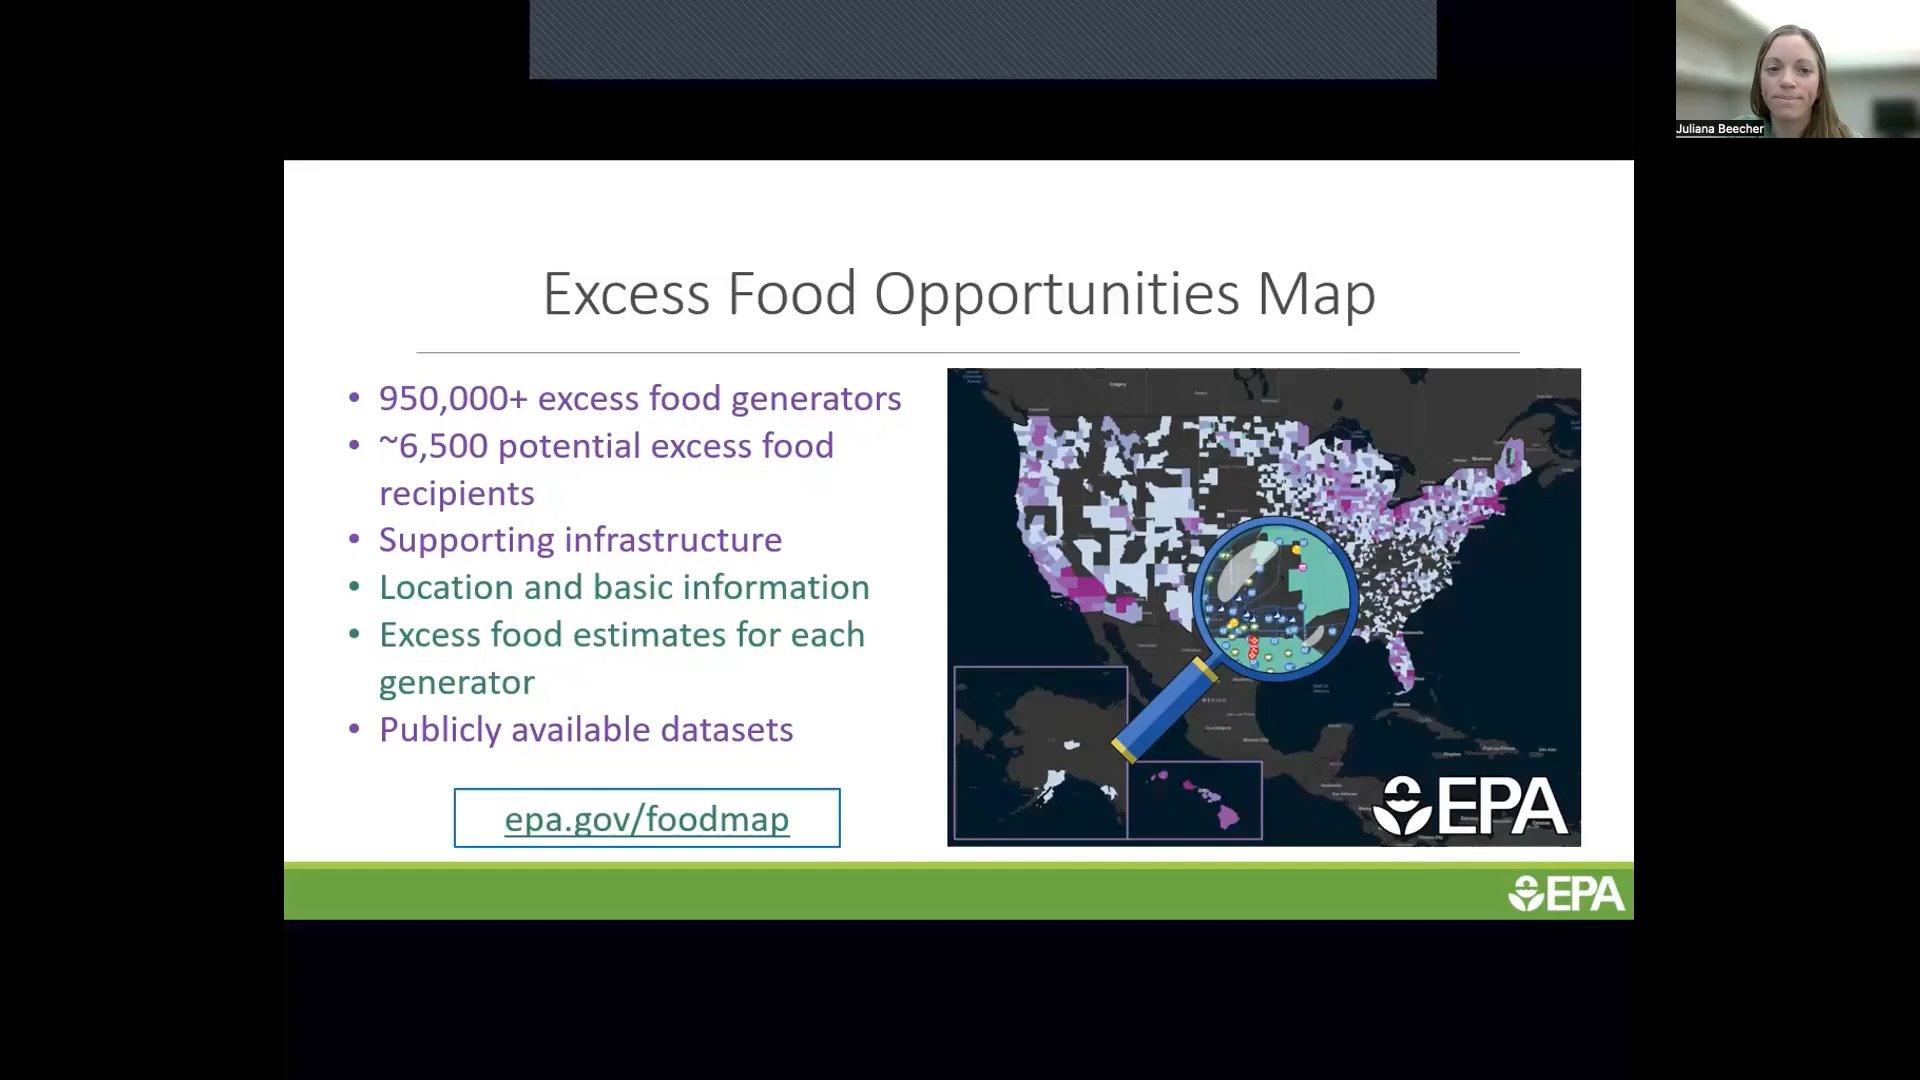 Juliana Beecher
Excess Food Opportunities Map
• 950,000+ excess food generators
• ~6,500 potential excess food
recipients
• Supporting infrastructure
• Location and basic information
• Excess food estimates for each
generator
• Publicly available datasets
epa.gov/foodmap
Calgary
EPA
EPA